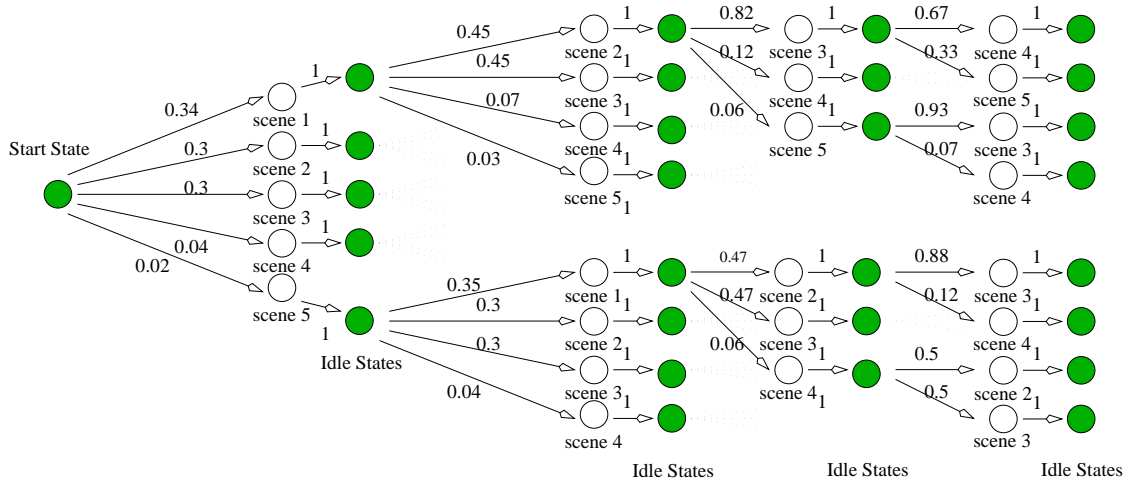 0.45 1 0.82 1 0.67 1
scene 2 scene 3 scene 4
0.45 1 0.12 1 0.33 1
1 scene 3 scene 4 scene 5
0.34 0.07 1 0.06 1 0.93 1
scene 1 scene 4 scene 5 scene 3
Start State 0.3 1 0.03 1 0.07 1
scene 2 scene 5 scene 4
0.3 1 1
scene 3
0.04 1
scene 4
0.02 0.35 1 0.47 1 0.88 1
scene 5 scene 1 scene 2 scene 3
1 0.3 1 0.47 1 0.12 1
scene 2 scene 3 scene 4
Idle States 0.3 1 0.06 1 0.5 1
scene 3 scene 4 1 scene 2
0.04 1 0.5 1
scene 4 scene 3
Idle States Idle States Idle States